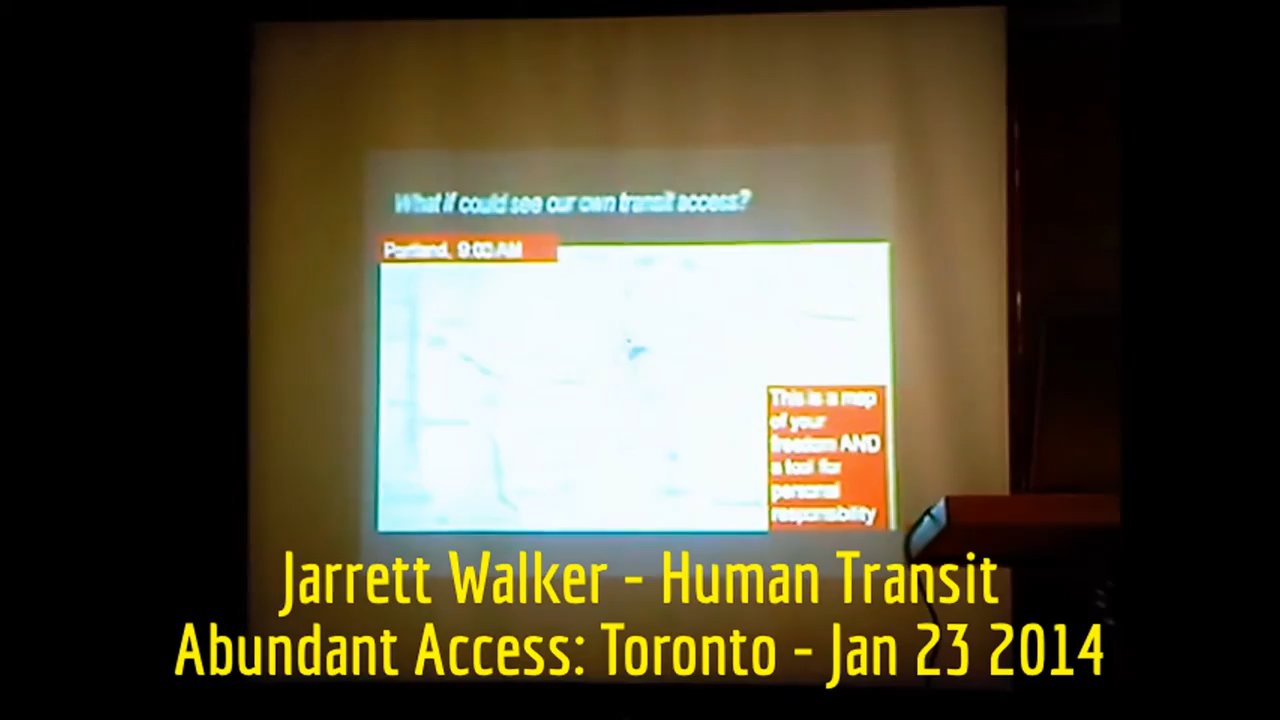 What if could see our own transit access?
Portland, 9:00 AM
This is a map
of your
freedom AND
a tool for
personal
responsibility
Jarrett Walker - Human Transit
Abundant Access: Toronto - Jan 23 2014